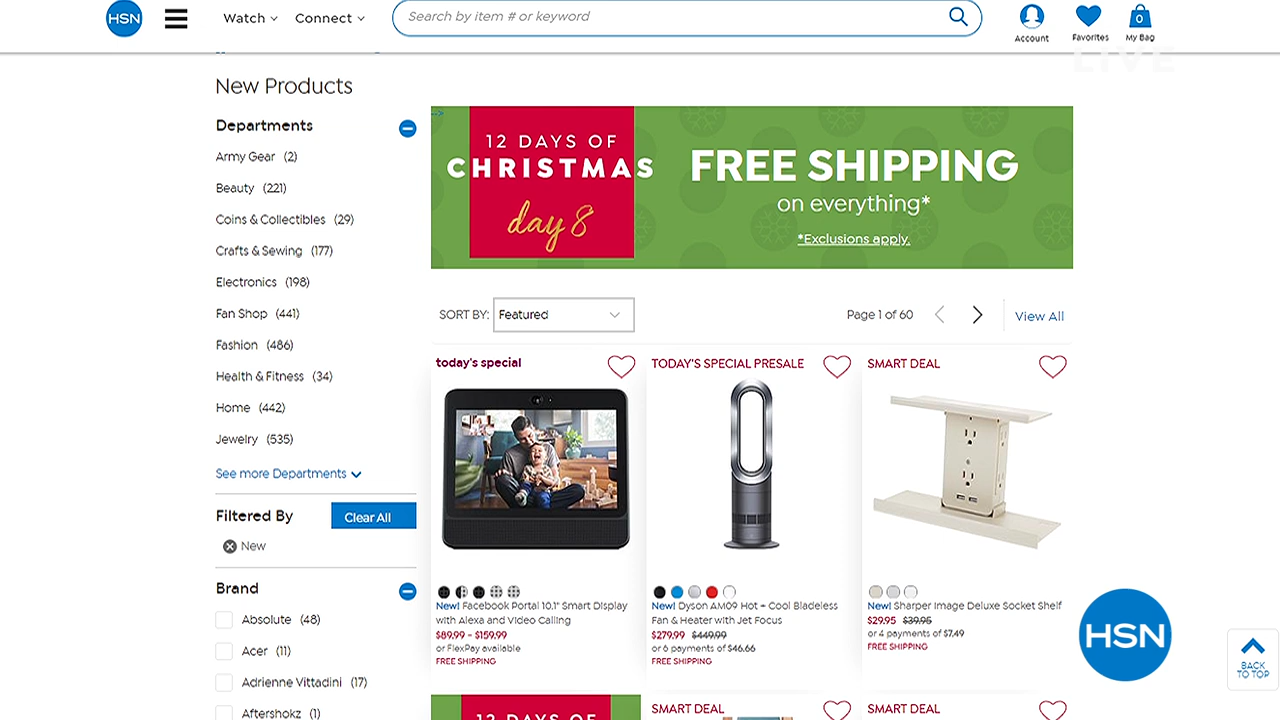 HSN
Watch
Connect
Search by item # or keyword
Account
Favorites
0
My Bag
LIVE
New Products
Departments
Army Gear (2)
Beauty (221)
Coins & Collectibles (29)
Crafts & Sewing (177)
Electronics (198)
Fan Shop (441)
Fashion (486)
Health & Fitness (34)
Home (442)
Jewelry (535)
See more Departments
Filtered By
Clear All
New
Brand
Absolute (48)
Acer (11)
Adrienne Vittadini (17)
Aftershokz (1)
-->
12 DAYS OF
CHRISTMAS
day 8
FREE SHIPPING
on everything*
*Exclusions apply.
SORT BY: Featured
Page 1 of 60
View All
today's special
New! Facebook Portal 10.1" Smart Display
with Alexa and Video Calling
$89.99 - $159.99
or FlexPay available
FREE SHIPPING
TODAY'S SPECIAL PRESALE
New! Dyson AM09 Hot + Cool Bladeless
Fan & Heater with Jet Focus
$279.99 $449.99
or 6 payments of $46.66
FREE SHIPPING
SMART DEAL
New! Sharper Image Deluxe Socket Shelf
$29.95 $39.95
or 4 payments of $7.49
FREE SHIPPING
12 DAYS OF
SMART DEAL
SMART DEAL
HSN
BACK
TO TOP